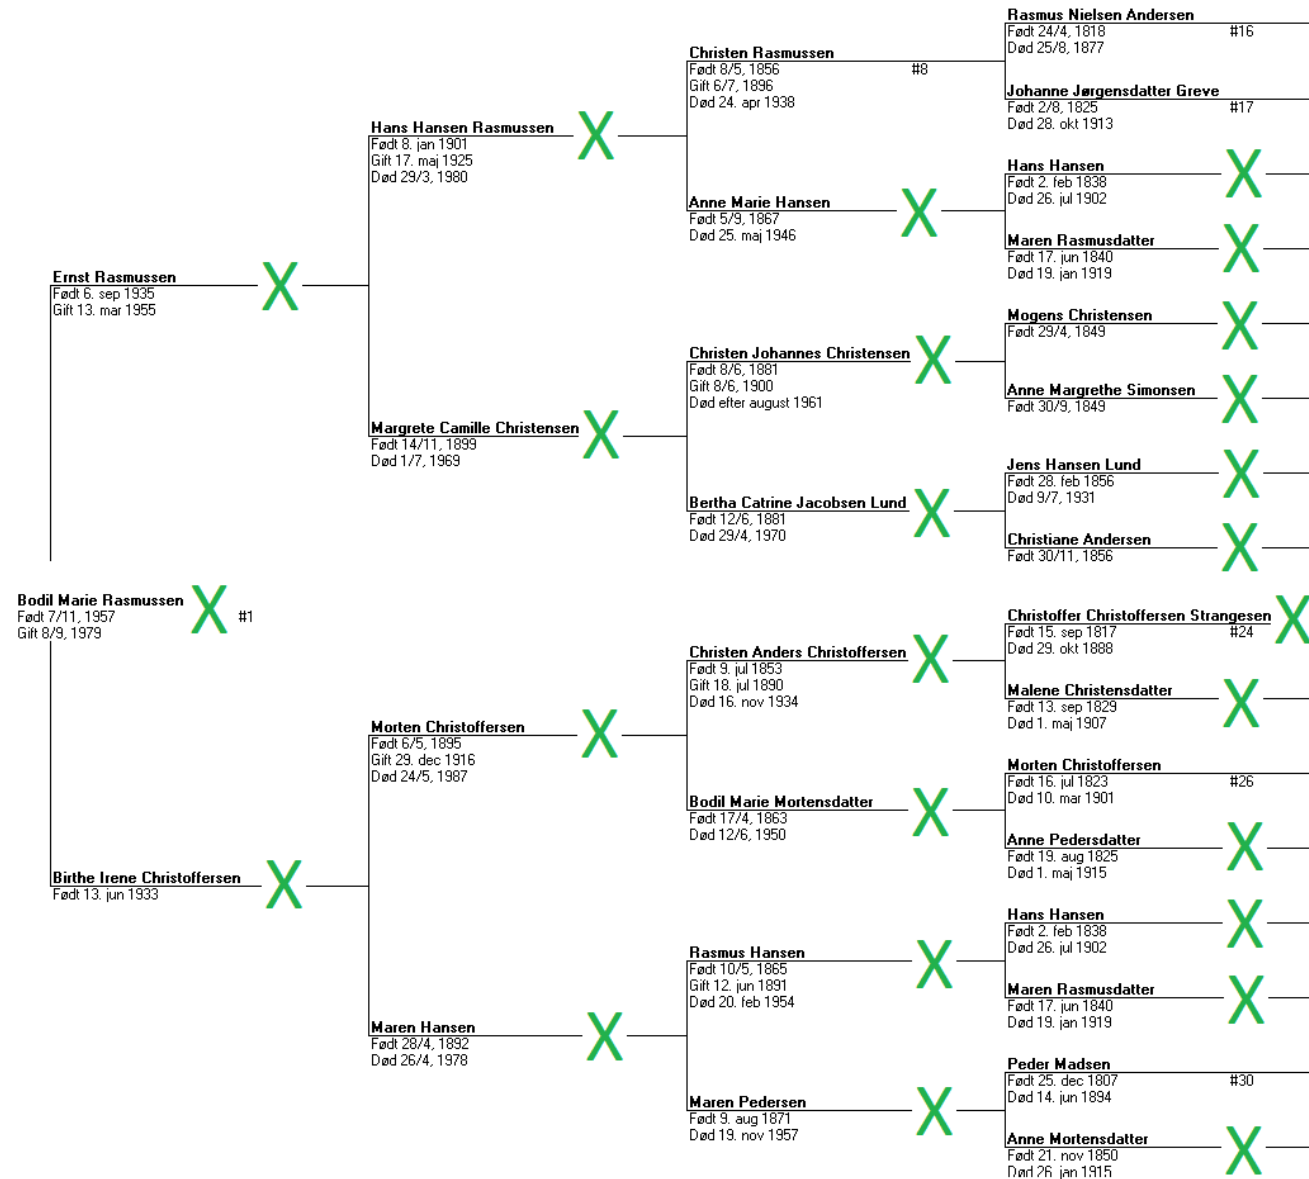 Rasmus Nielsen Andersen
Født 24/4, 1818 #16
Død 25/8, 1877
Christen Rasmussen
Født 8/5, 1856 #8
Gift 6/7, 1896
Død 24. apr 1938
Johanne Jørgensdatter Greve
Født 2/8, 1825 #17
Død 28. okt 1913
Hans Hansen Rasmussen X
Født 8. jan 1901
Gift 17. maj 1925
Død 29/3, 1980
Hans Hansen X
Født 2. feb 1838
Død 26. jul 1902
Anne Marie Hansen X
Født 5/9, 1867
Død 25. maj 1946
Maren Rasmusdatter X
Født 17. jun 1840
Død 19. jan 1919
Ernst Rasmussen X
Født 6. sep 1935
Gift 13. mar 1955
Mogens Christensen X
Født 29/4, 1849
Christen Johannes Christensen X
Født 8/6, 1881
Gift 8/6, 1900
Død efter august 1961
Anne Margrethe Simonsen X
Født 30/9, 1849
Margrete Camille Christensen X
Født 14/11, 1899
Død 1/7, 1969
Jens Hansen Lund X
Født 28. feb 1856
Død 9/7, 1931
Bertha Catrine Jacobsen Lund X
Født 12/6, 1881
Død 29/4, 1970
Christiane Andersen X
Født 30/11, 1856
Bodil Marie Rasmussen X
Født 7/11, 1957 #1
Gift 8/9, 1979
Christoffer Christoffersen Strangesen X
Født 15. sep 1817 #24
Død 29. okt 1888
Christen Anders Christoffersen X
Født 9. jul 1853
Gift 18. jul 1890
Død 16. nov 1934
Malene Christensdatter X
Født 13. sep 1829
Død 1. maj 1907
Morten Christoffersen X
Født 6/5, 1895
Gift 29. dec 1916
Død 24/5, 1987
Morten Christoffersen
Født 16. jul 1823 #26
Død 10. mar 1901
Bodil Marie Mortensdatter X
Født 17/4, 1863
Død 12/6, 1950
Anne Pedersdatter X
Født 19. aug 1825
Død 1. maj 1915
Birthe Irene Christoffersen X
Født 13. jun 1933
Hans Hansen X
Født 2. feb 1838
Død 26. jul 1902
Rasmus Hansen X
Født 10/5, 1865
Gift 12. jun 1891
Død 20. feb 1954
Maren Rasmusdatter X
Født 17. jun 1840
Død 19. jan 1919
Maren Hansen X
Født 28/4, 1892
Død 26/4, 1978
Peder Madsen
Født 25. dec 1807 #30
Død 14. jun 1894
Maren Pedersen X
Født 9. aug 1871
Død 19. nov 1957
Anne Mortensdatter X
Født 21. nov 1850
Død 26. jan 1915